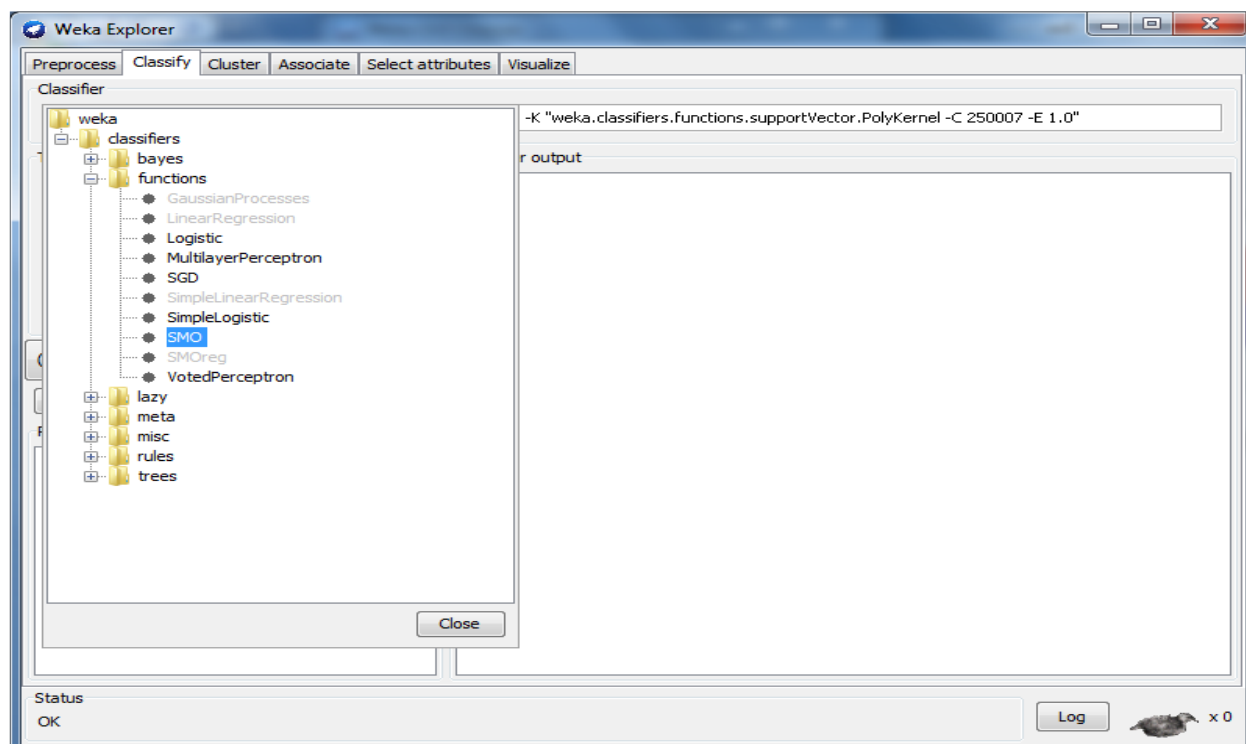 Weka Explorer
Preprocess Classify Cluster Associate Select attributes Visualize
Classifier
-K "weka.classifiers.functions.supportVector.PolyKernel -C 250007 -E 1.0"
weka
classifiers
bayes
functions
GaussianProcesses
LinearRegression
Logistic
MultilayerPerceptron
SGD
SimpleLinearRegression
SimpleLogistic
SMO
SMOreg
VotedPerceptron
lazy
meta
misc
rules
trees
Close
output
Status
OK
Log
x 0